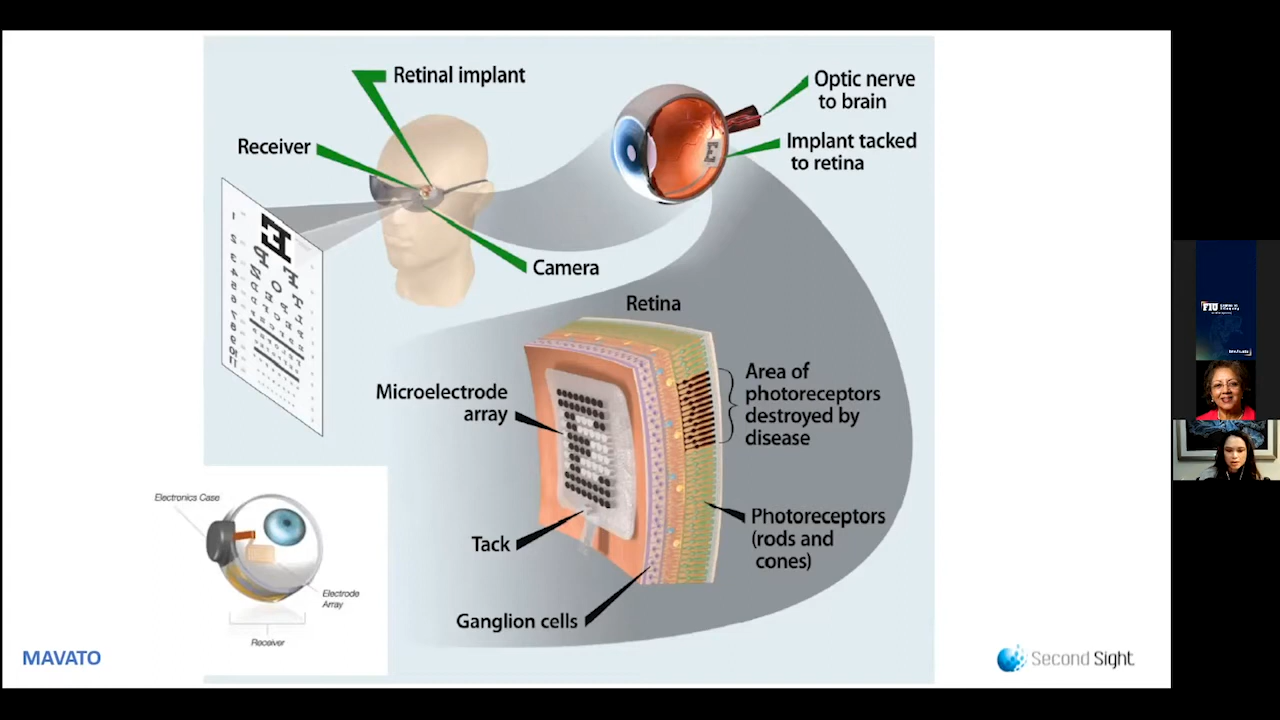 Retinal implant
Receiver
Camera
Optic nerve
to brain
Implant tacked
to retina
Retina
Microelectrode
array
Area of
photoreceptors
destroyed by
disease
Tack
Photoreceptors
(rods and
cones)
Ganglion cells
Electronics Case
Electrode
Array
Receiver
MAVATO
Second Sight
FIU